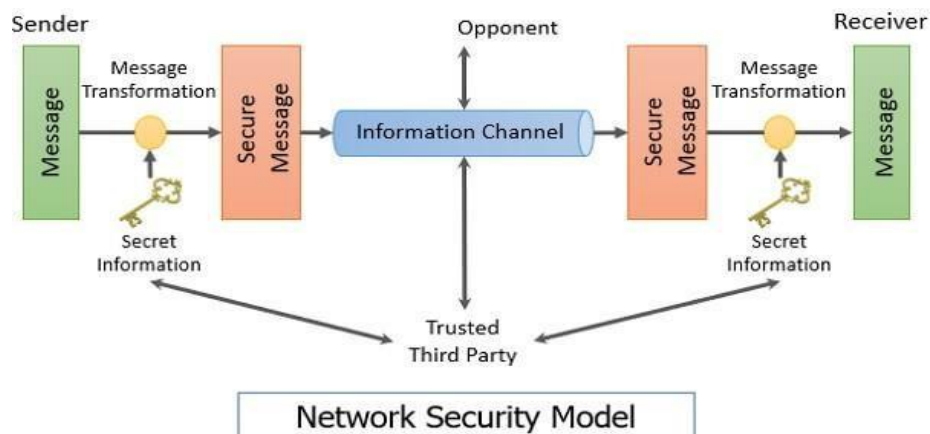 Sender
Receiver
Opponent
Message
Message
Transformation
Secure
Message
Information Channel
Secure
Message
Message
Transformation
Message
Secret
Information
Secret
Information
Trusted
Third Party
Network Security Model